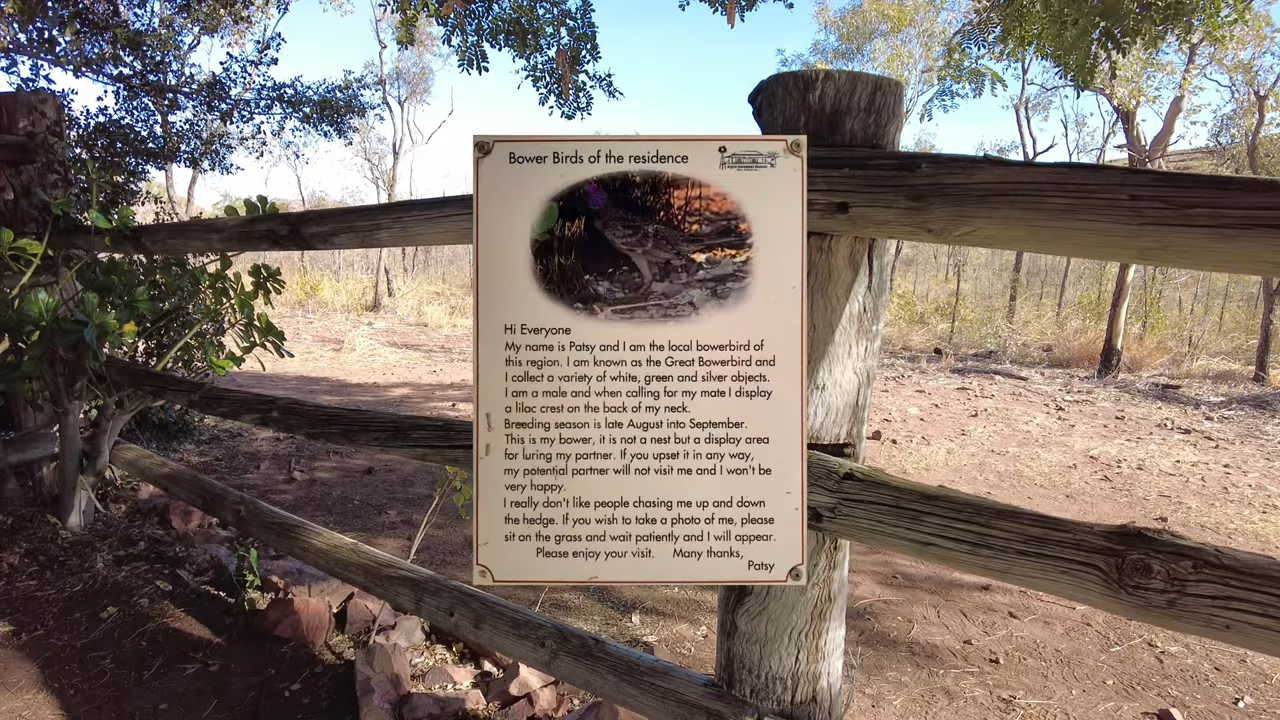 Bower Birds of the residence
Hi Everyone
My name is Patsy and I am the local bowerbird of
this region. I am known as the Great Bowerbird and
I collect a variety of white, green and silver objects.
I am a male and when calling for my mate I display
a lilac crest on the back of my neck.
Breeding season is late August into September.
This is my bower, it is not a nest but a display area
for luring my partner. If you upset it in any way,
my potential partner will not visit me and I won't be
very happy.
I really don't like people chasing me up and down
the hedge. If you wish to take a photo of me, please
sit on the grass and wait patiently and I will appear.
Please enjoy your visit. Many thanks,
Patsy